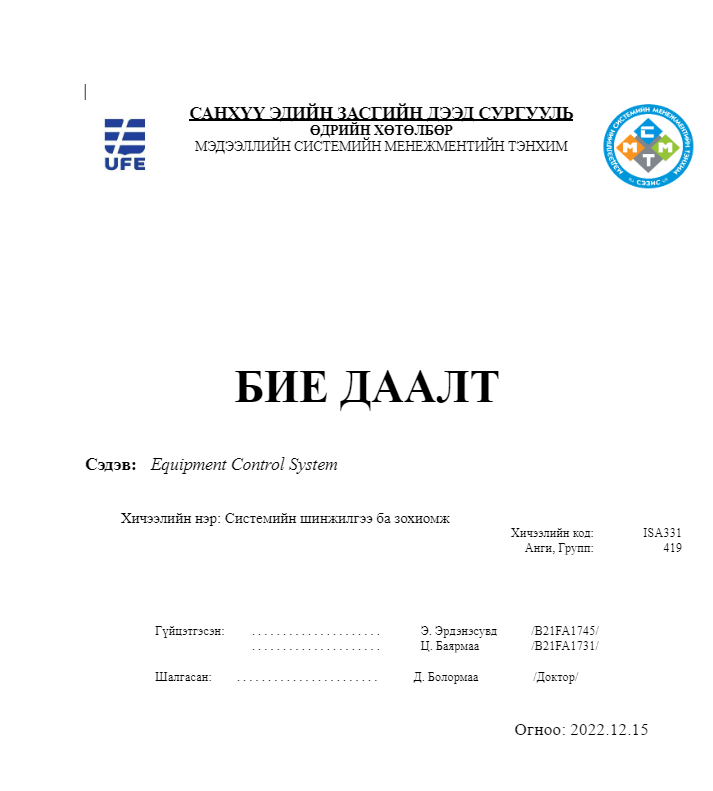 САНХҮҮ ЭДИЙН ЗАСГИЙН ДЭЭД СУРГУУЛЬ
ӨДРИЙН ХӨТӨЛБӨР
МЭДЭЭЛЛИЙН СИСТЕМИЙН МЕНЕЖМЕНТИЙН ТЭНХИМ
UFE
МЭДЭЭЛЛИЙН СИСТЕМИЙН МЕНЕЖМЕНТИЙН ТЭНХИМ
С
М М
Т
СЭЗИС
БИЕ ДААЛТ
Сэдэв: Equipment Control System
Хичээлийн нэр: Системийн шинжилгээ ба зохиомж
Хичээлийн код: ISA331
Анги, Групп: 419
Гүйцэтгэсэн: . . . . . . . . . . . . . . . . . . . . . Э. Эрдэнэсувд /B21FA1745/
. . . . . . . . . . . . . . . . . . . . . Ц. Баярмаа /B21FA1731/
Шалгасан: . . . . . . . . . . . . . . . . . . . . . . . Д. Болормаа /Доктор/
Огноо: 2022.12.15